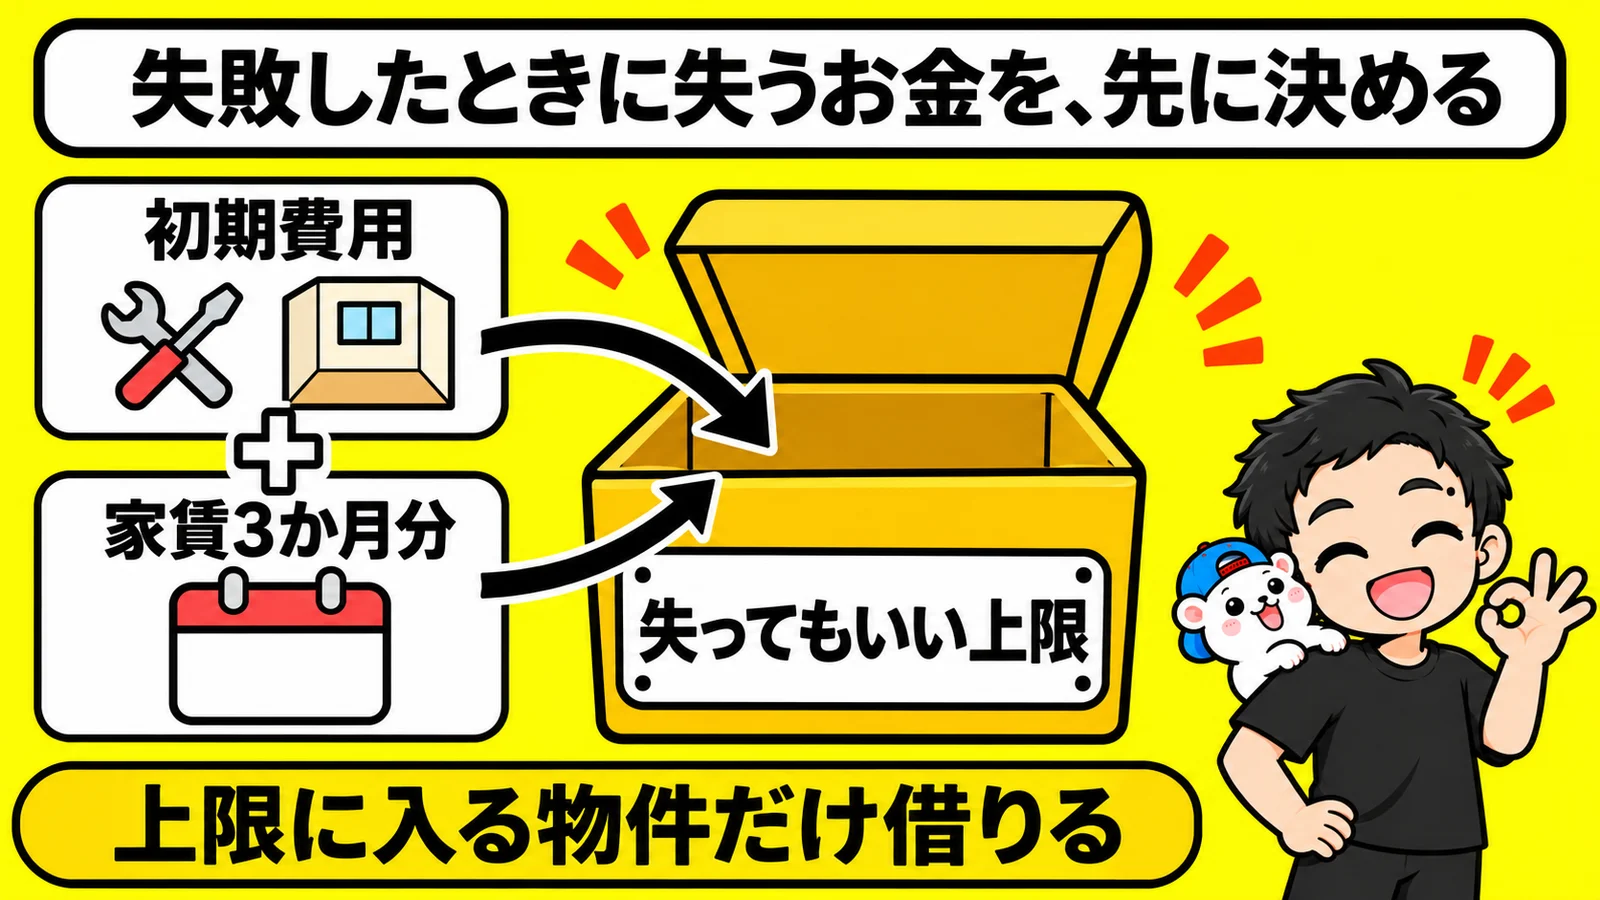 失敗したときに失うお金を、先に決める
初期費用
家賃3か月分
失ってもいい上限
上限に入る物件だけ借りる